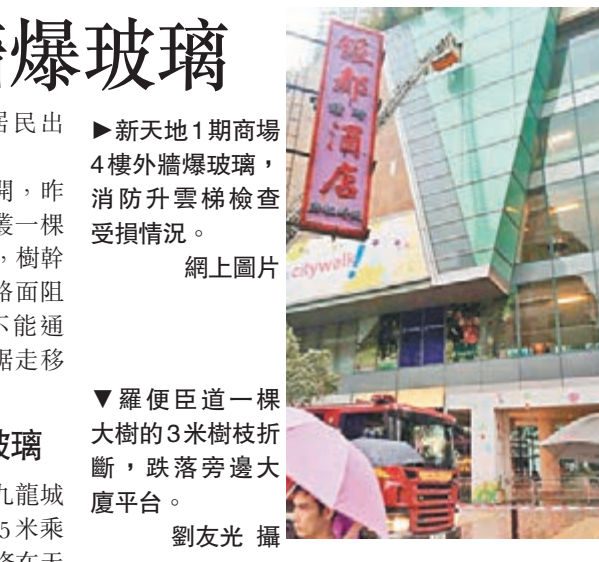 爆玻璃
居民出
開，昨
叢一棵
，樹幹
路面阻
不能通
鋸走移
玻璃
九龍城
5米乘
▶新天地1期商場
4樓外牆爆玻璃，
消防升雲梯檢查
受損情況。
網上圖片
▼羅便臣道一棵
大樹的3米樹枝折
斷，跌落旁邊大
廈平台。
劉友光 攝
酒店
citywalk